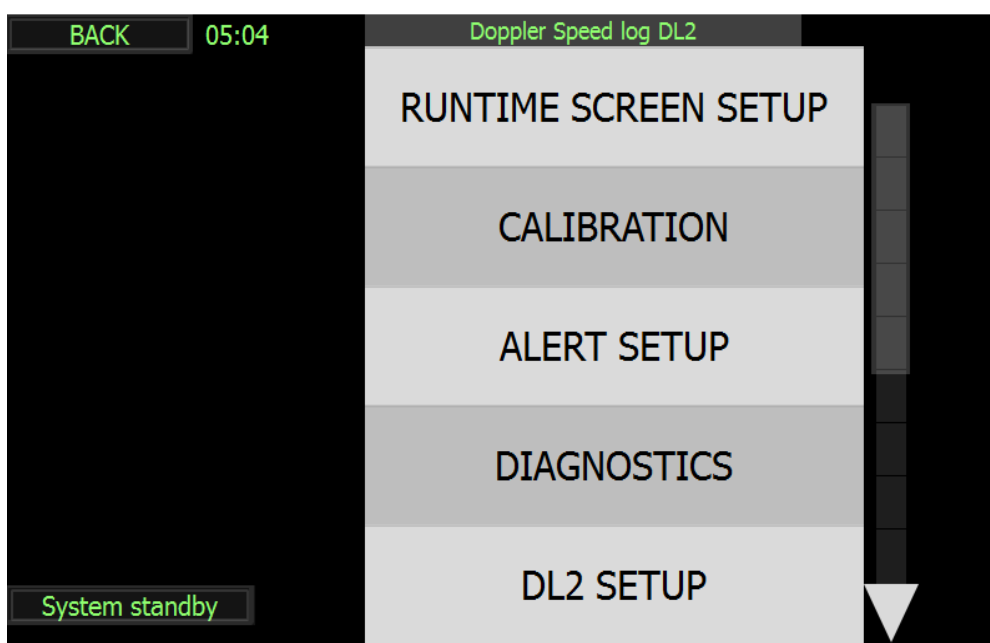 BACK
05:04
Doppler Speed log DL2
RUNTIME SCREEN SETUP
CALIBRATION
ALERT SETUP
DIAGNOSTICS
DL2 SETUP
System standby